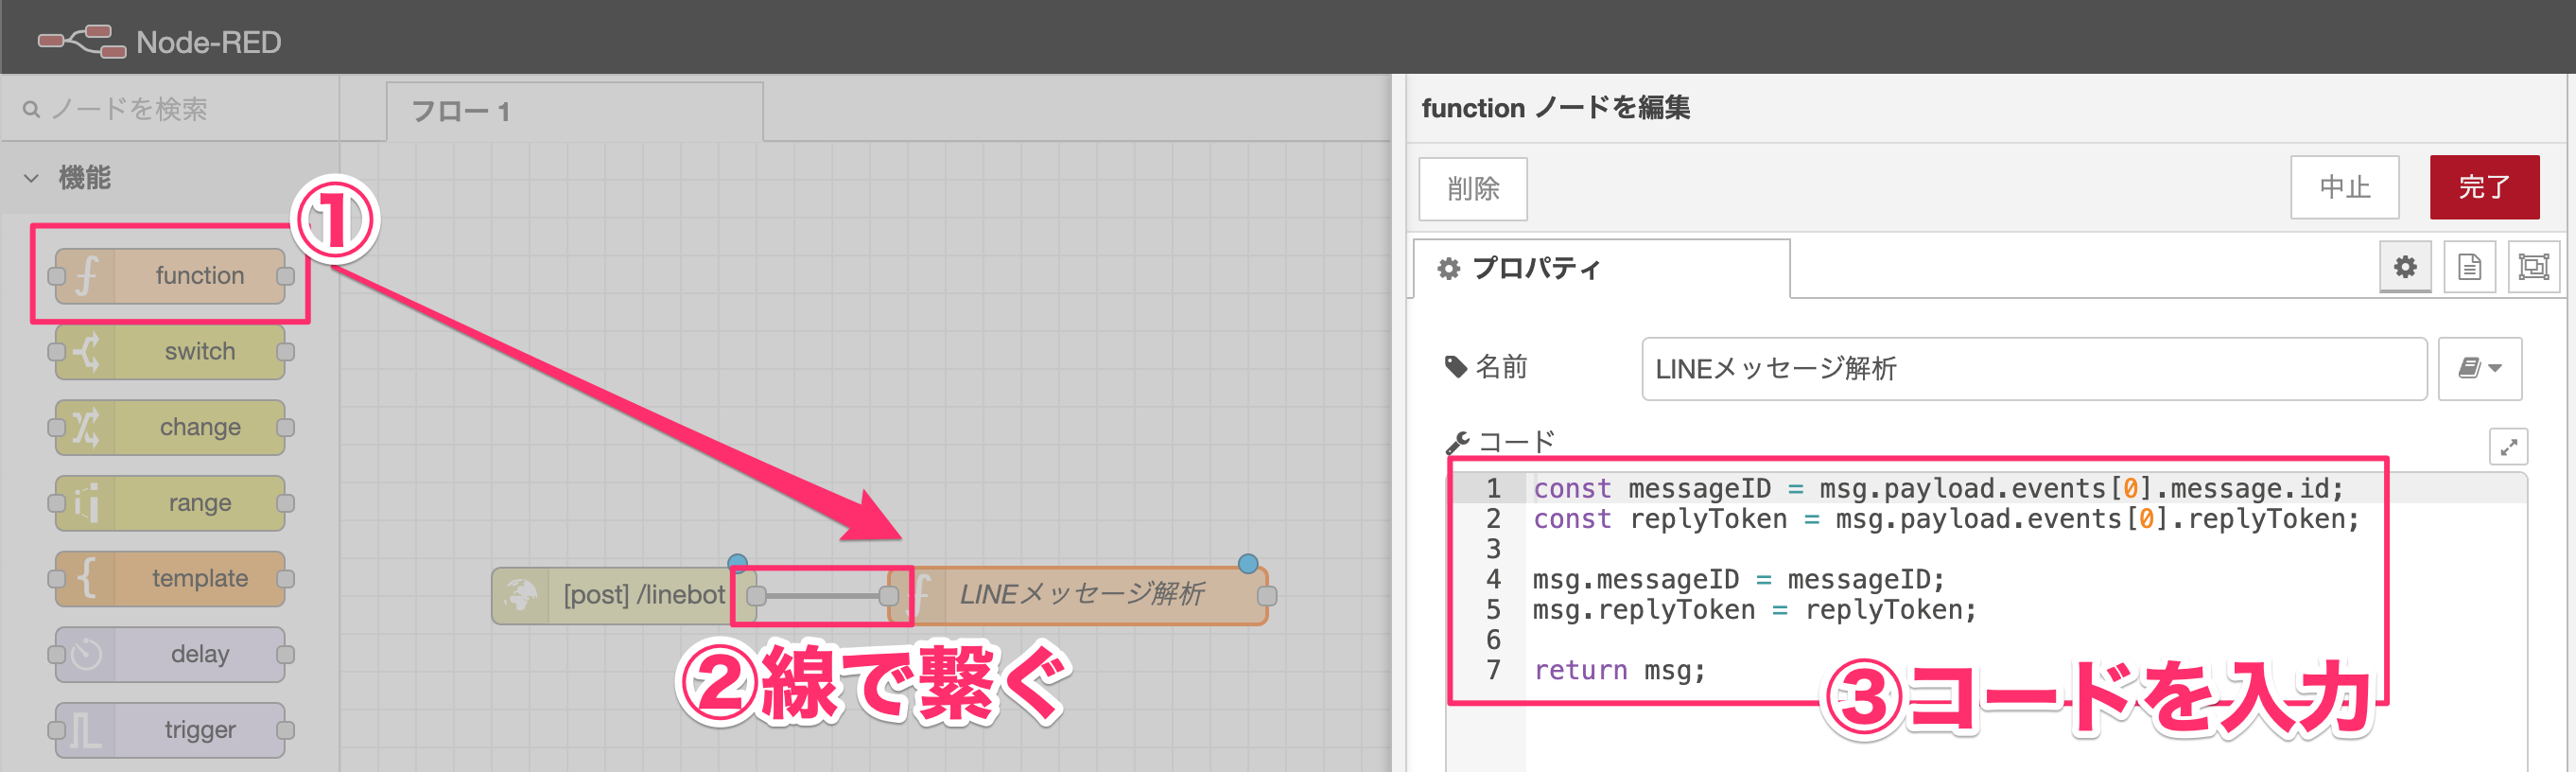 Node-RED
ノードを検索
フロー 1
機能
①
function
switch
change
range
template
delay
trigger
[post] /linebot
LINEメッセージ解析
②線で繋ぐ
function ノードを編集
削除
中止
完了
プロパティ
名前
LINEメッセージ解析
コード
1 const messageID = msg.payload.events[0].message.id;
2 const replyToken = msg.payload.events[0].replyToken;
3
4 msg.messageID = messageID;
5 msg.replyToken = replyToken;
6
7 return msg;
③コードを入力